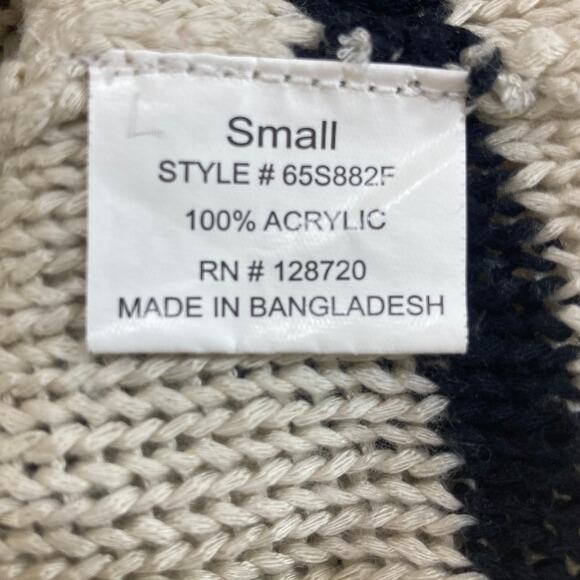 Small
STYLE # 65S882F
100% ACRYLIC
RN # 128720
MADE IN BANGLADESH